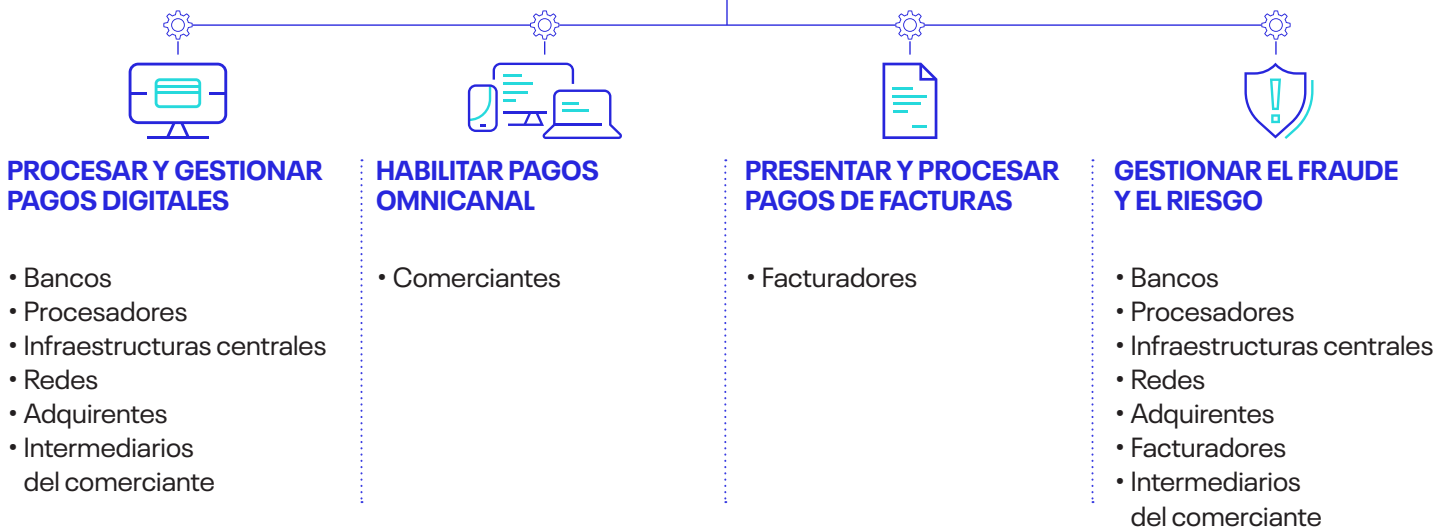 PROCESAR Y GESTIONAR
PAGOS DIGITALES
• Bancos
• Procesadores
• Infraestructuras centrales
• Redes
• Adquirentes
• Intermediarios
del comerciante
HABILITAR PAGOS
OMNICANAL
• Comerciantes
PRESENTAR Y PROCESAR
PAGOS DE FACTURAS
• Facturadores
GESTIONAR EL FRAUDE
Y EL RIESGO
• Bancos
• Procesadores
• Infraestructuras centrales
• Redes
• Adquirentes
• Facturadores
• Intermediarios
del comerciante